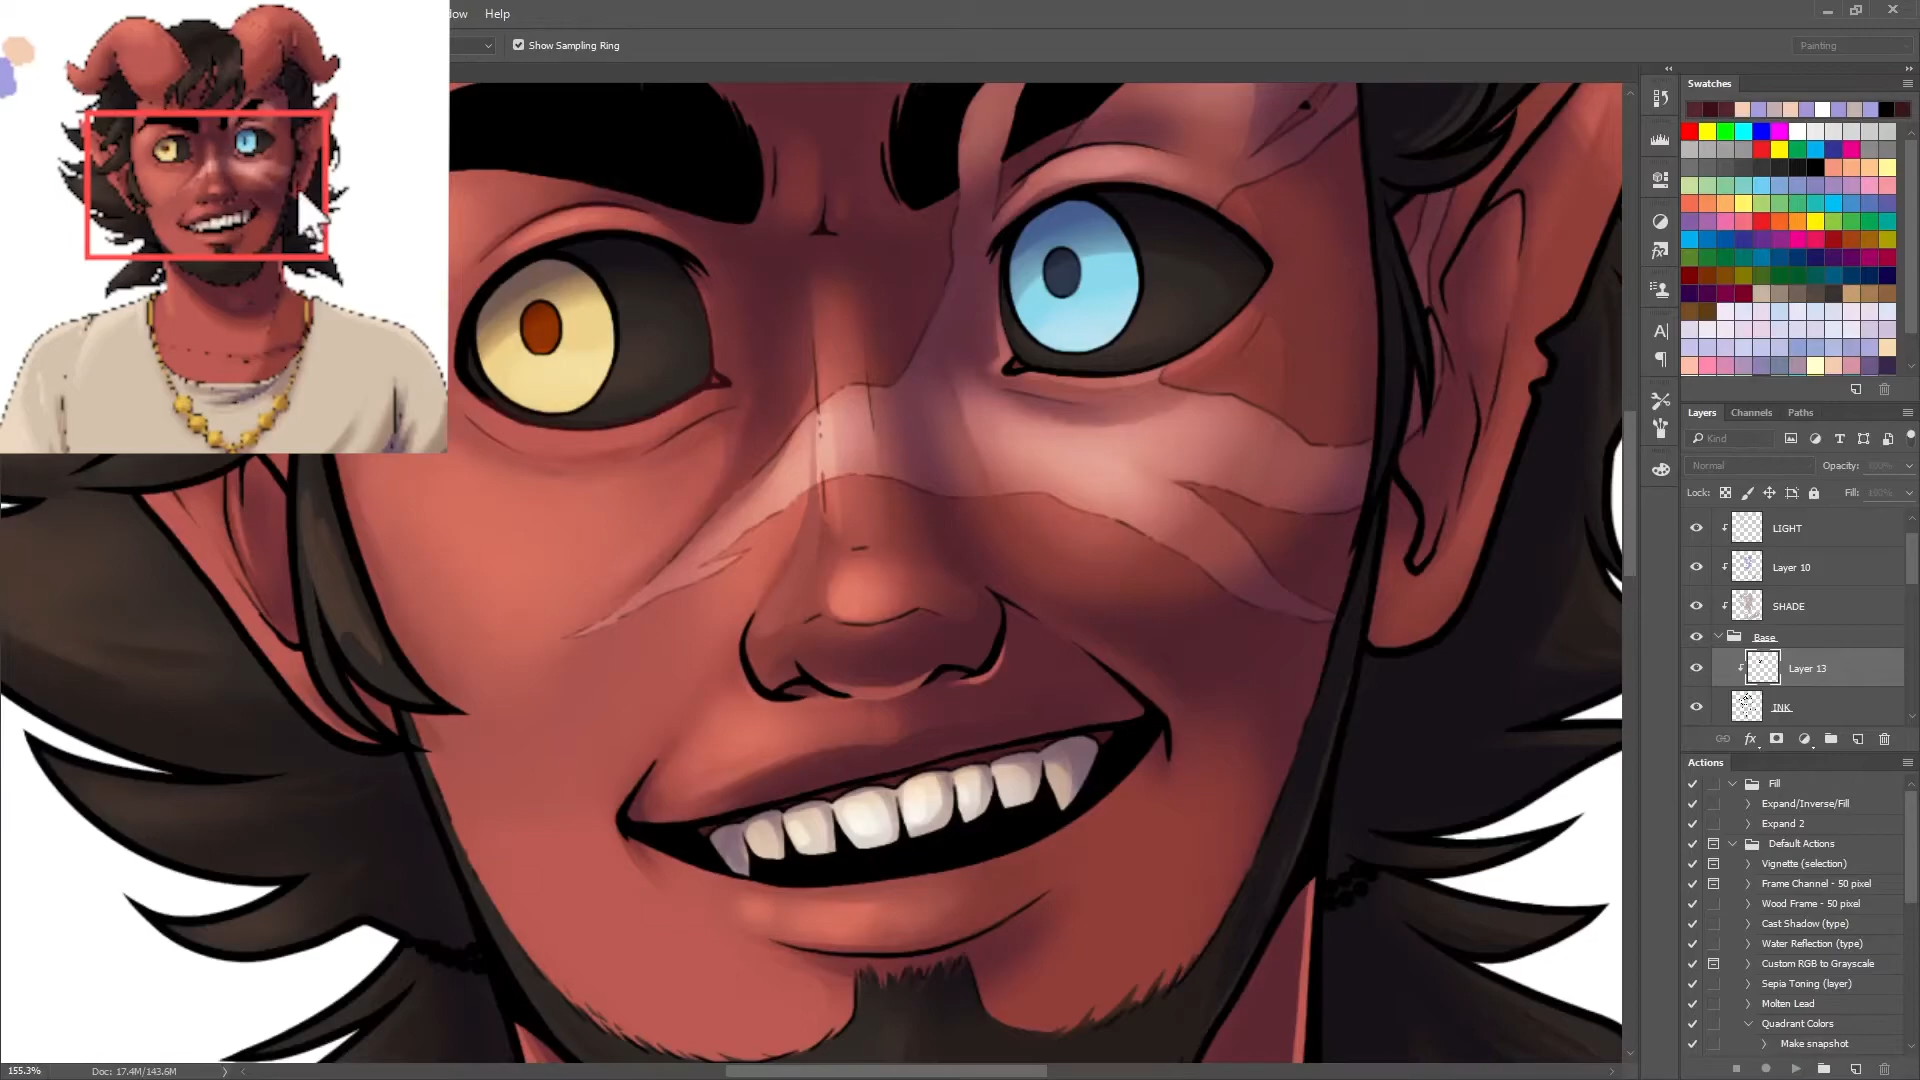 Help
Show Sampling Ring
Painting
Swatches
Layers Channels Paths
Kind
Normal Opacity: 100%
Lock: Fill: 100%
LIGHT
Layer 10
SHADE
Base
Layer 13
INK
fx
Actions
Fill
Expand/Inverse/Fill
Expand 2
Default Actions
Vignette (selection)
Frame Channel - 50 pixel
Wood Frame - 50 pixel
Cast Shadow (type)
Water Reflection (type)
Custom RGB to Grayscale
Sepia Toning (layer)
Molten Lead
Quadrant Colors
Make snapshot
155.3% Doc: 17.4M/143.6M